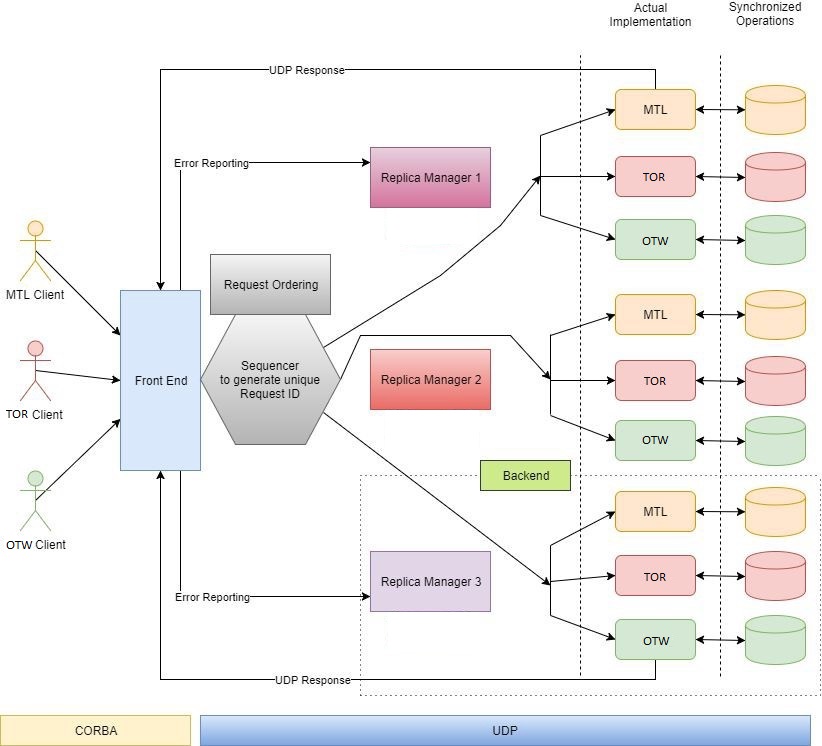 Actual
Implementation
Synchronized
Operations
UDP Response
MTL
Error Reporting
Replica Manager 1
TOR
OTW
MTL Client
Request Ordering
MTL
Front End
Sequencer
to generate unique
Request ID
Replica Manager 2
TOR
TOR Client
OTW
Backend
MTL
OTW Client
Replica Manager 3
TOR
Error Reporting
OTW
UDP Response
CORBA
UDP